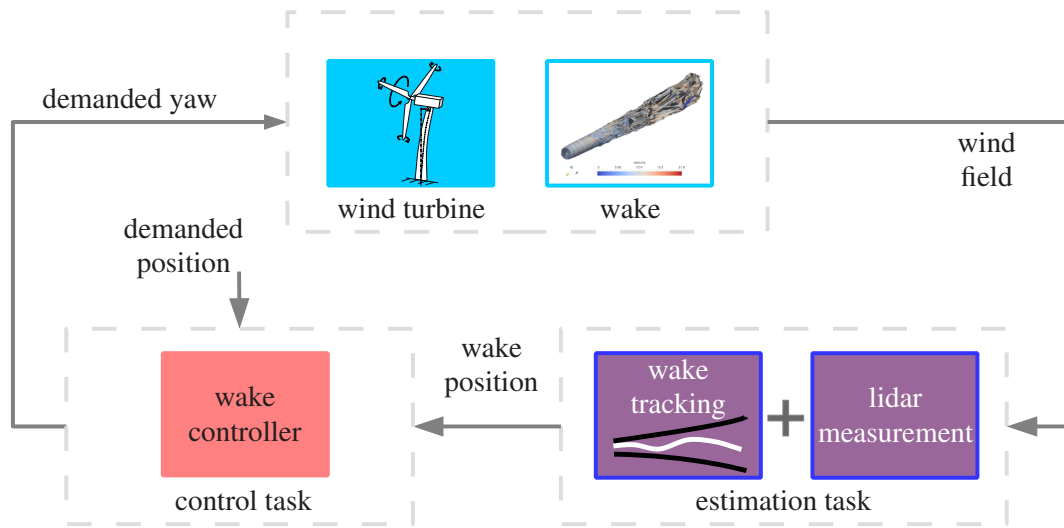 demanded yaw
wind
field
wind turbine
wake
demanded
position
wake
position
wake
controller
control task
wake
tracking
lidar
measurement
estimation task